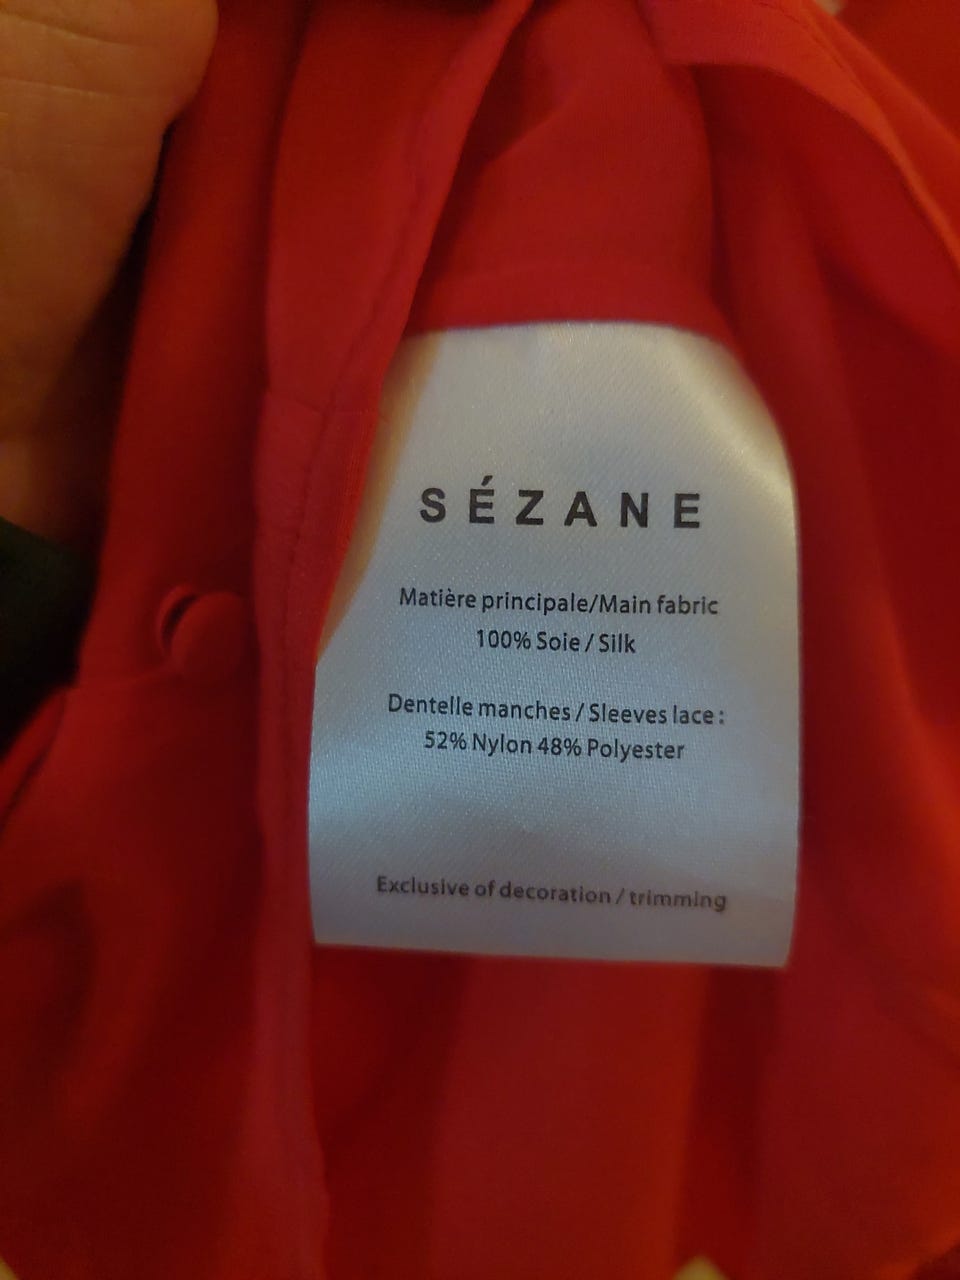 SÉZANE
Matière principale/Main fabric
100% Soie / Silk
Dentelle manches / Sleeves lace :
52% Nylon 48% Polyester
Exclusive of decoration / trimming